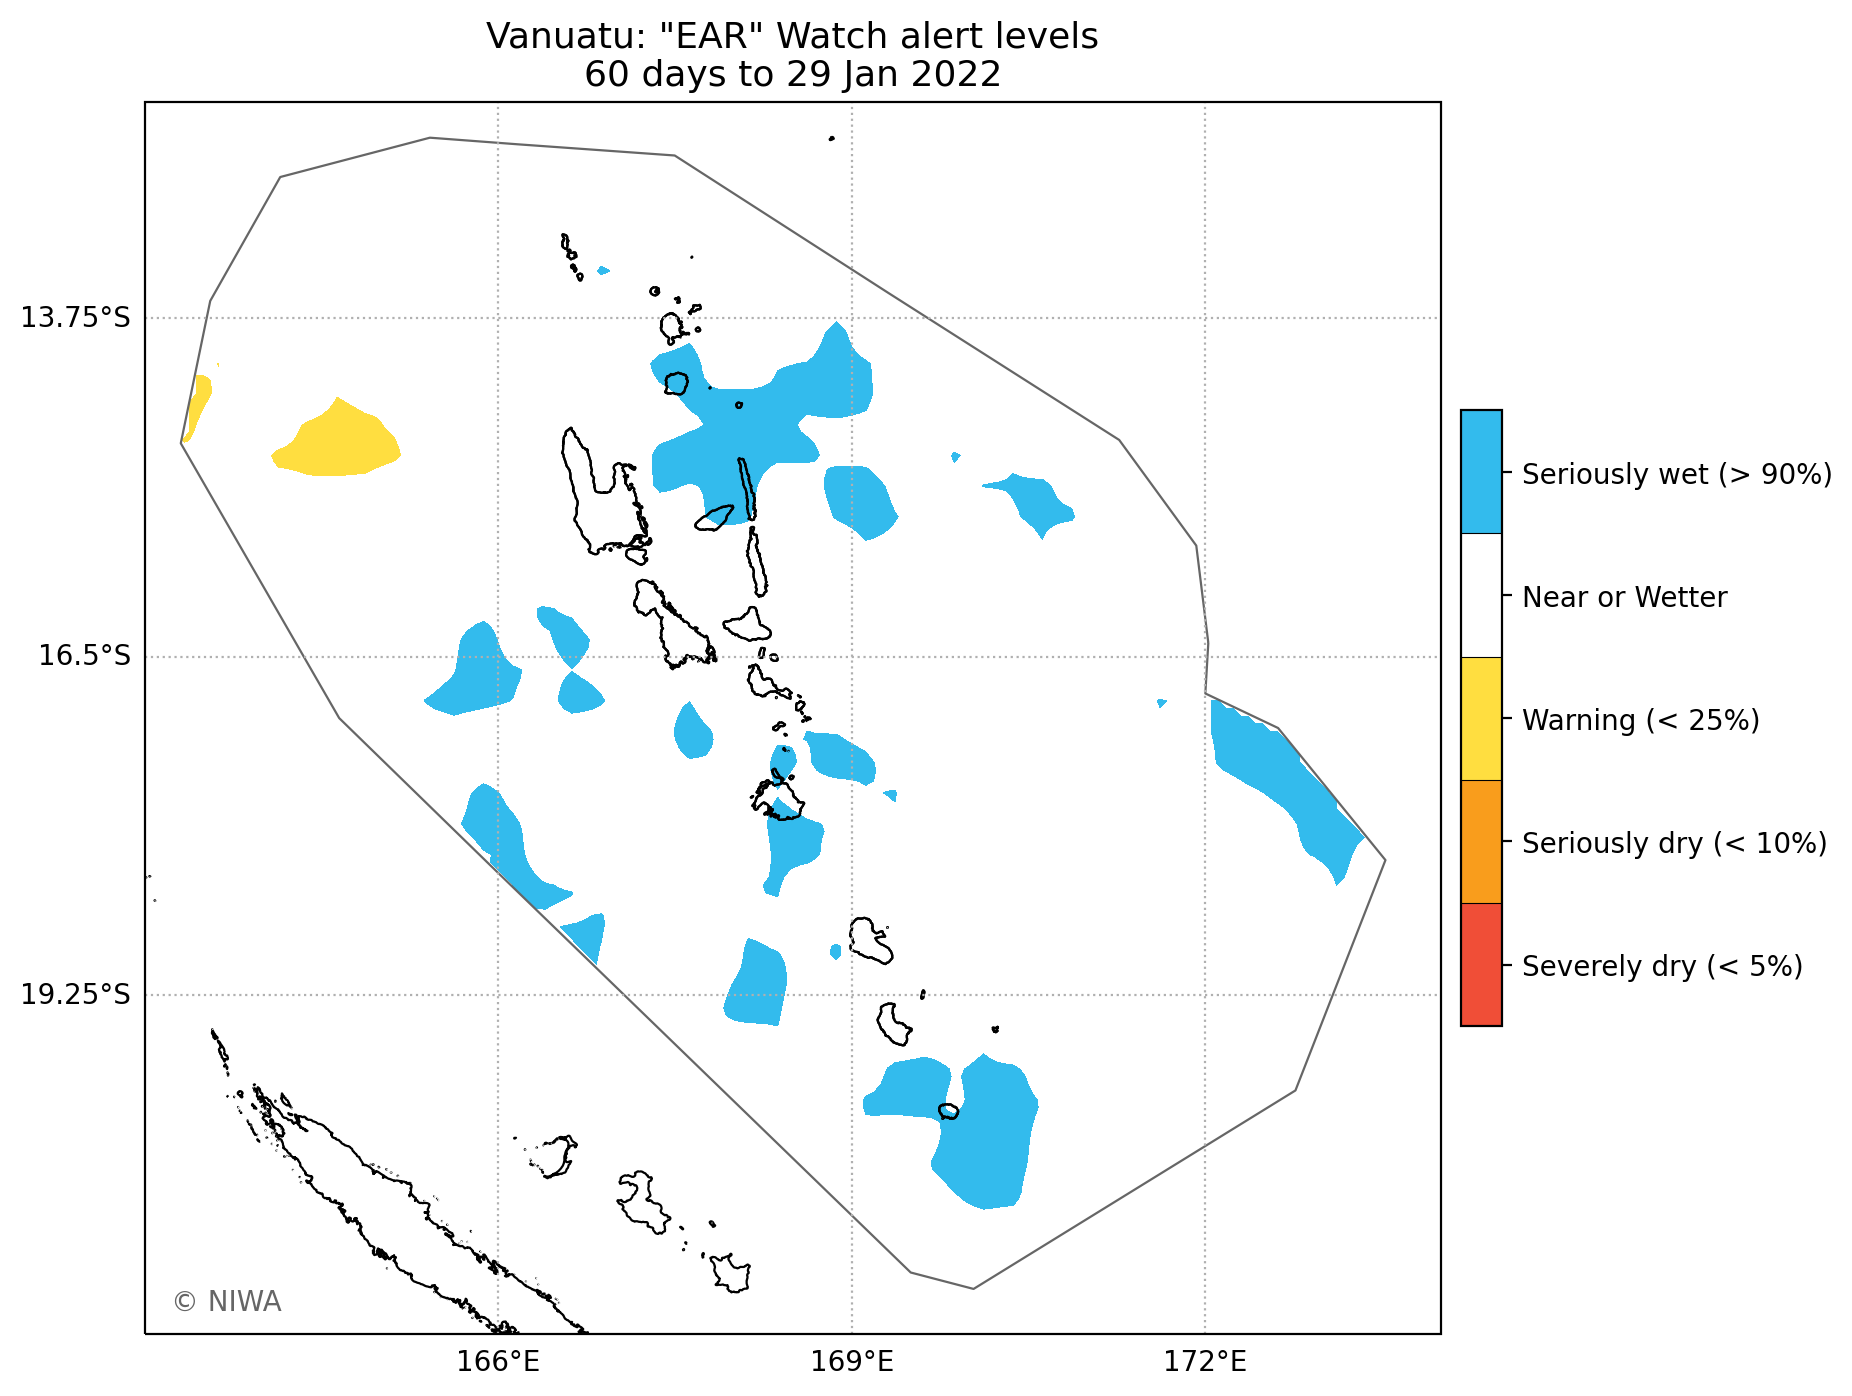 Vanuatu: "EAR" Watch alert levels
60 days to 29 Jan 2022
13.75°S
16.5°S
19.25°S
166°E
169°E
172°E
Seriously wet (> 90%)
Near or Wetter
Warning (< 25%)
Seriously dry (< 10%)
Severely dry (< 5%)
© NIWA